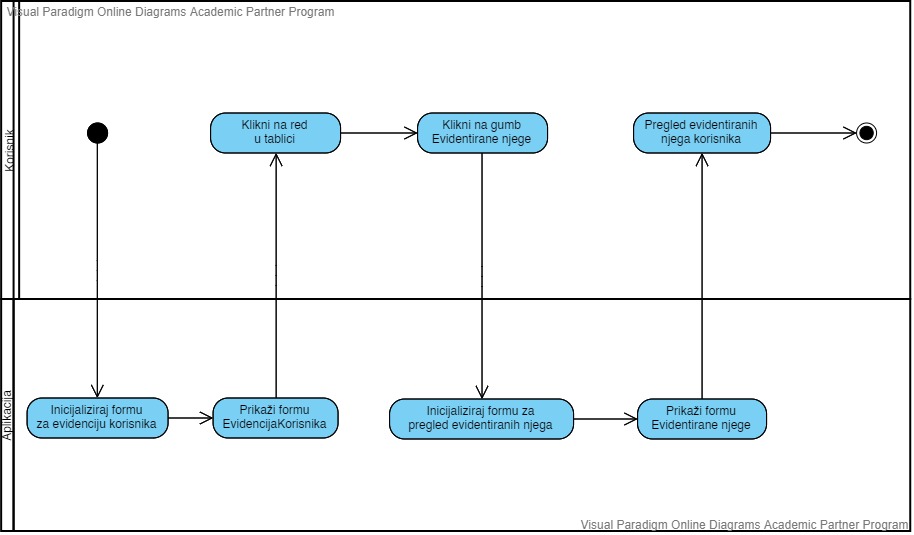 Visual Paradigm Online Diagrams Academic Partner Program
Korisnik
Klikni na red
u tablici
Klikni na gumb
Evidentirane njege
Pregled evidentiranih
njega korisnika
Aplikacija
Inicijaliziraj formu
za evidenciju korisnika
Prikaži formu
EvidencijaKorisnika
Inicijaliziraj formu za
pregled evidentiranih njega
Prikaži formu
Evidentirane njege
Visual Paradigm Online Diagrams Academic Partner Program